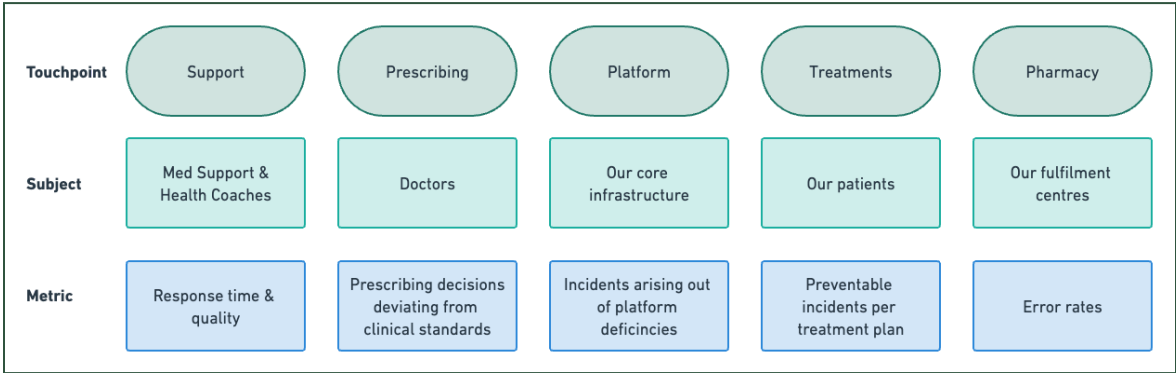 Touchpoint
Support
Prescribing
Platform
Treatments
Pharmacy
Subject
Med Support &
Health Coaches
Doctors
Our core
infrastructure
Our patients
Our fulfilment
centres
Metric
Response time &
quality
Prescribing decisions
deviating from
clinical standards
Incidents arising out
of platform
deficincies
Preventable
incidents per
treatment plan
Error rates